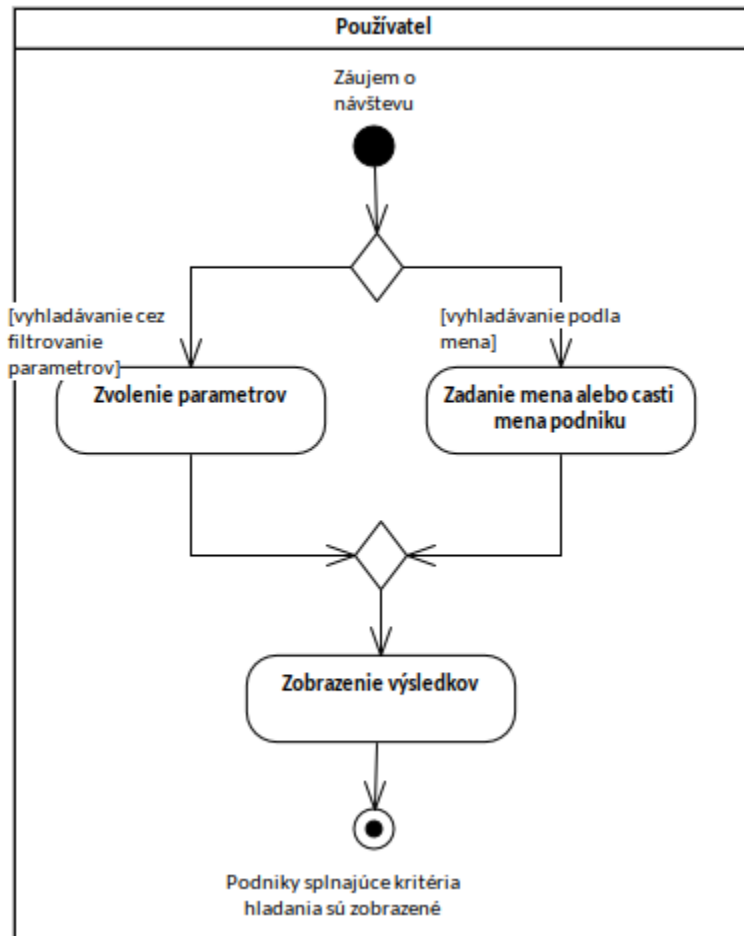 Používatel
Záujem o
návštevu
[vyhladávanie cez
filtrovanie
parametrov]
[vyhladávanie podla
mena]
Zvolenie parametrov
Zadanie mena alebo casti
mena podniku
Zobrazenie výsledkov
Podniky splnajúce kritéria
hladania sú zobrazené